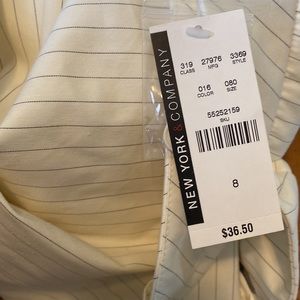 NEW YORK & COMPANY
319 27976 3369
CLASS MFG STYLE
016 080
COLOR SIZE
55252159
SKU
8
$36.50